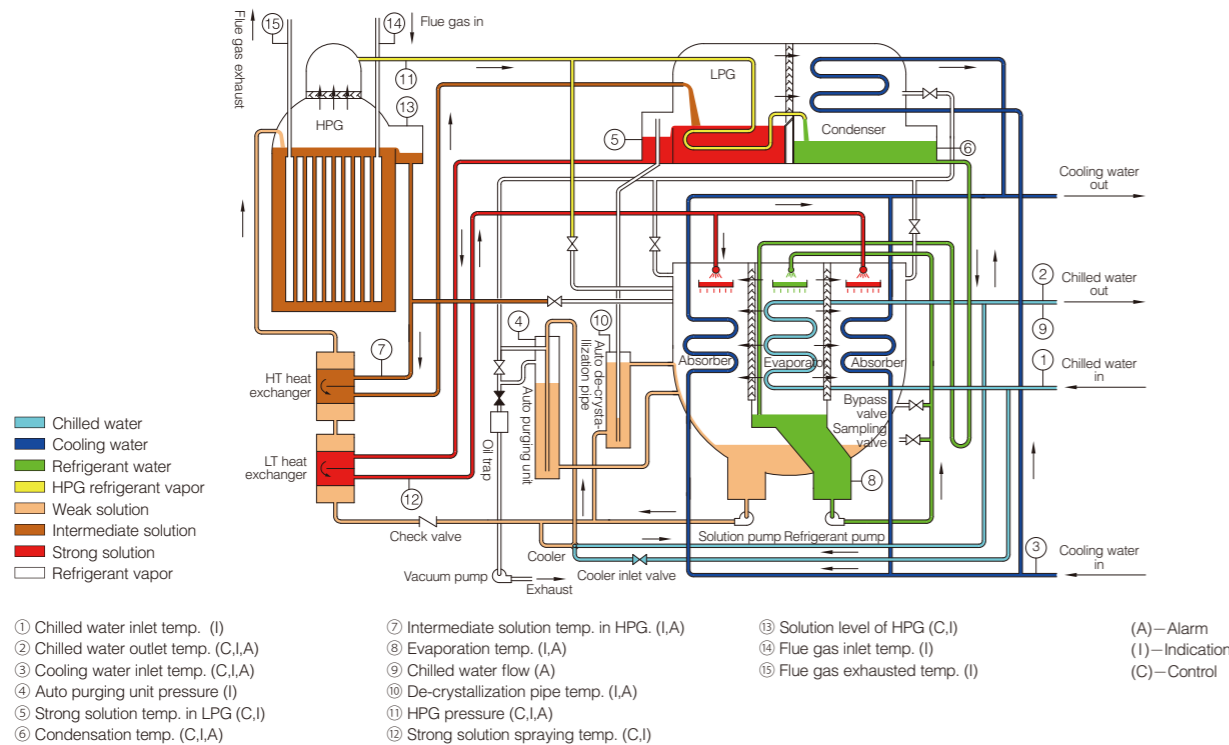 ⑮
Flue gas exhaust
⑭
Flue gas in
⑪
HPG
⑬
LPG
Condenser
⑤
⑥
Cooling water
out
②
Chilled water
out
⑨
①
Chilled water
in
④
⑩
Auto de-crysta-
llization pipe
Auto purging unit
Oil trap
Absorber
Evaporator
Absorber
Bypass
valve
Sampling
valve
⑦
HT heat
exchanger
LT heat
exchanger
⑫
⑧
Check valve
Solution pump
Refrigerant pump
Cooler
Cooler inlet valve
Vacuum pump
Exhaust
③
Cooling water
in
Chilled water
Cooling water
Refrigerant water
HPG refrigerant vapor
Weak solution
Intermediate solution
Strong solution
Refrigerant vapor
① Chilled water inlet temp. (I)
② Chilled water outlet temp. (C,I,A)
③ Cooling water inlet temp. (C,I,A)
④ Auto purging unit pressure (I)
⑤ Strong solution temp. in LPG (C,I)
⑥ Condensation temp. (C,I,A)
⑦ Intermediate solution temp. in HPG. (I,A)
⑧ Evaporation temp. (I,A)
⑨ Chilled water flow (A)
⑩ De-crystallization pipe temp. (I,A)
⑪ HPG pressure (C,I,A)
⑫ Strong solution spraying temp. (C,I)
⑬ Solution level of HPG (C,I)
⑭ Flue gas inlet temp. (I)
⑮ Flue gas exhausted temp. (I)
(A)—Alarm
(1)—Indication
(C)—Control